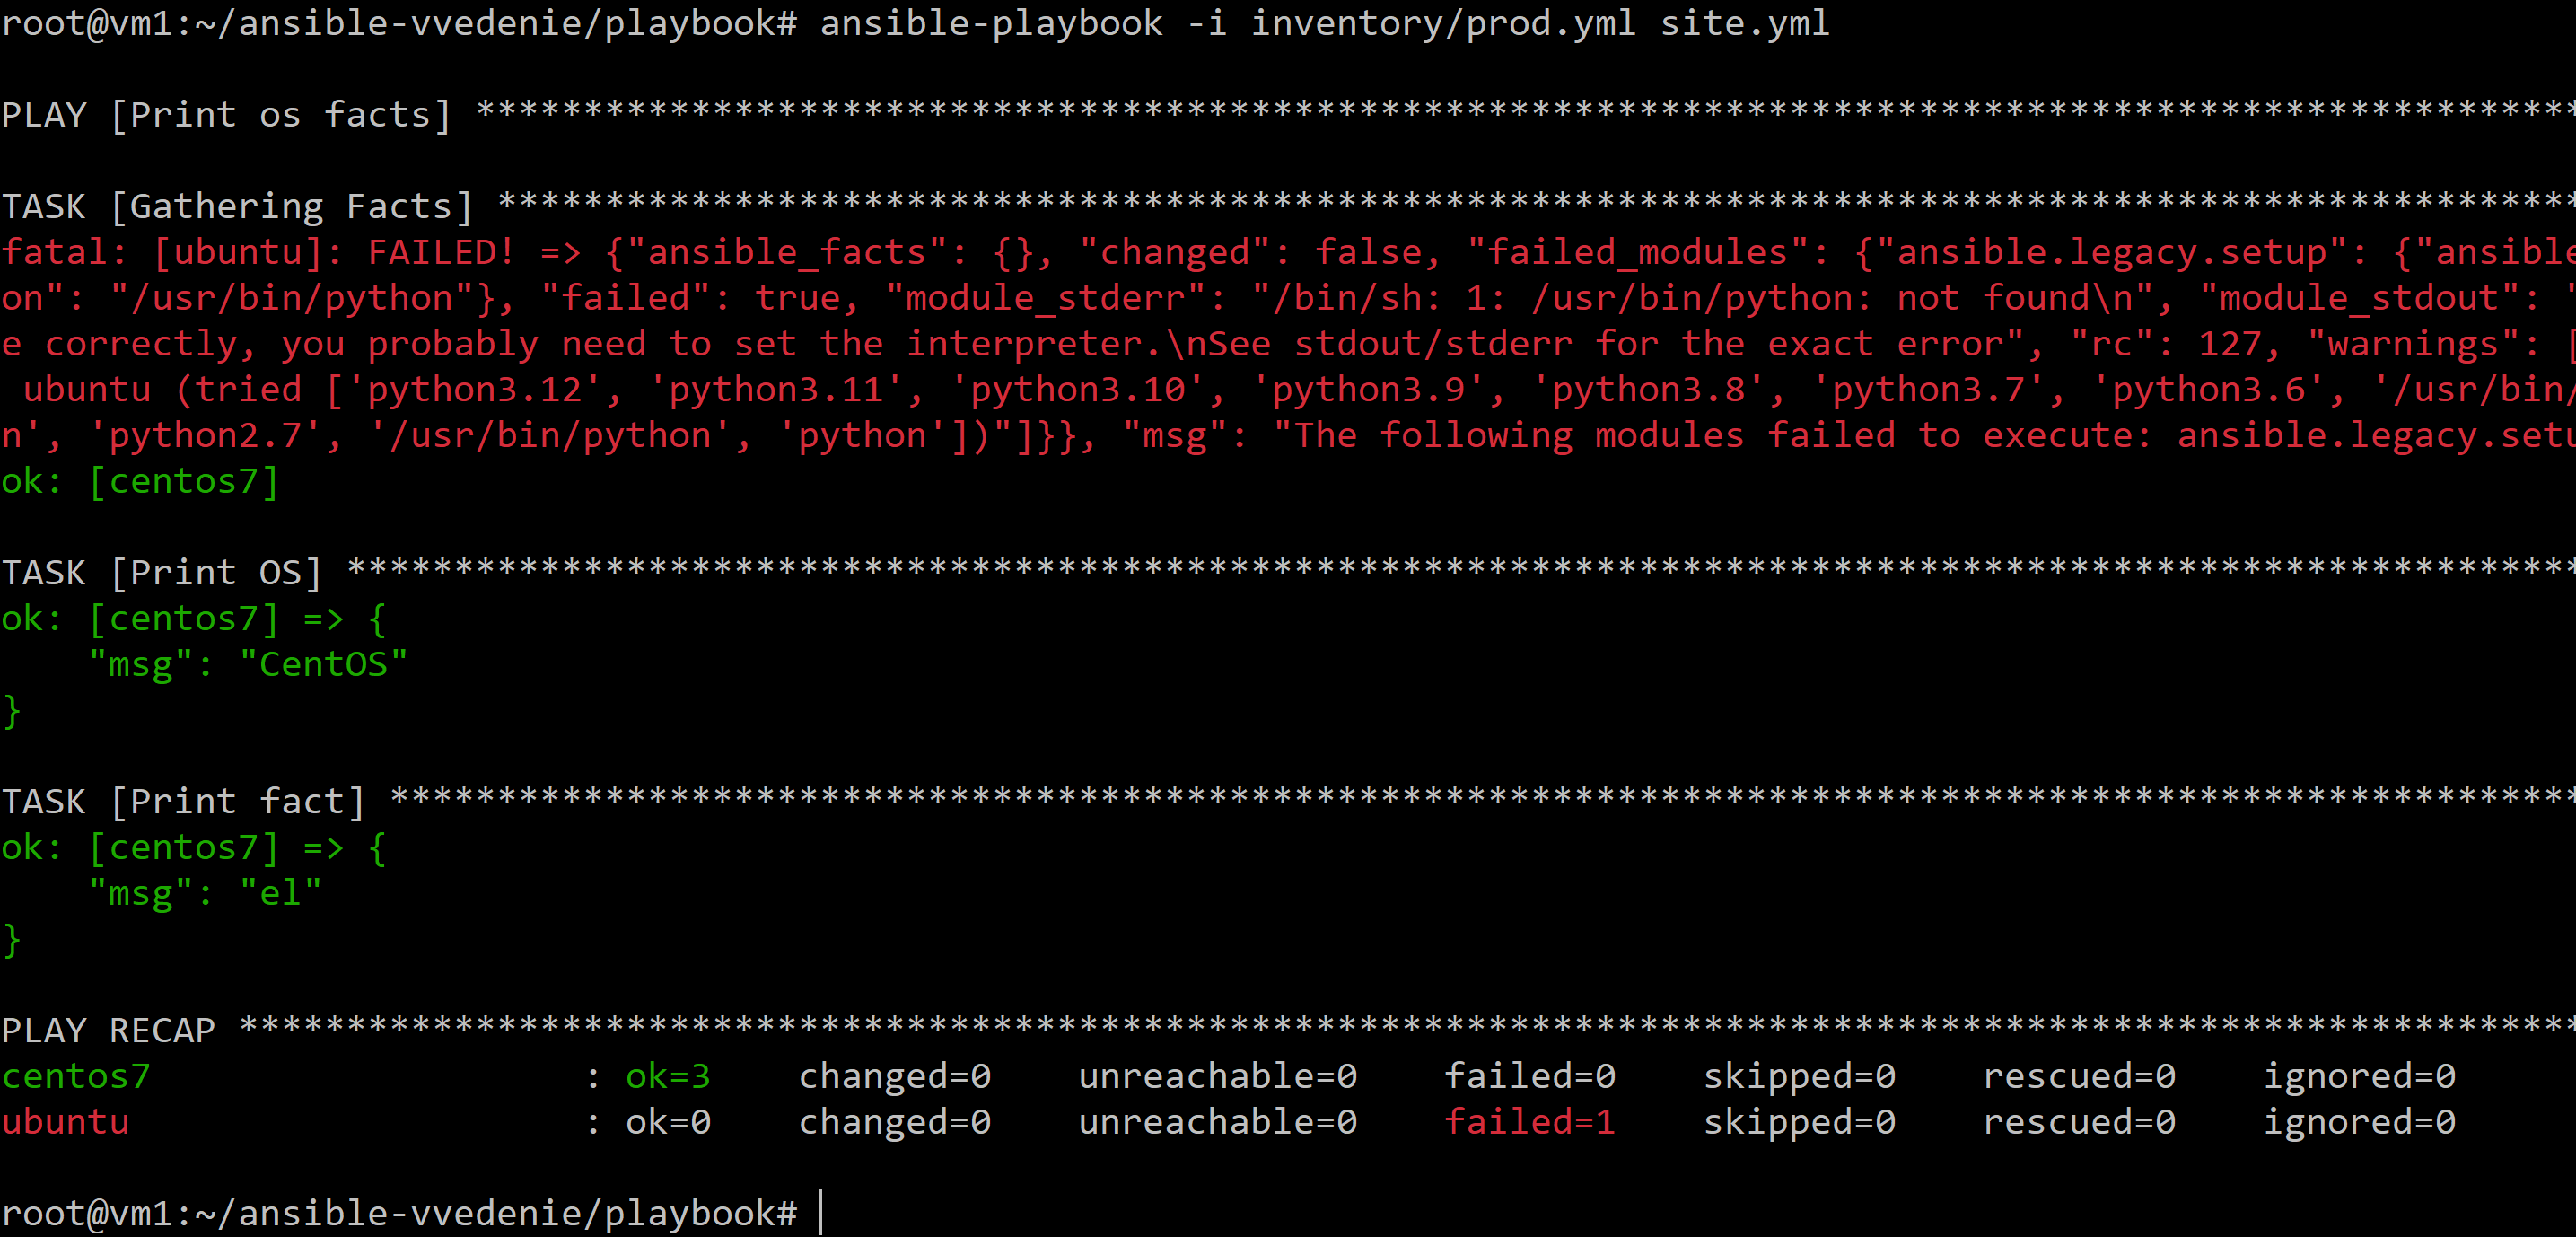 root@vm1:~/ansible-vvedenie/playbook# ansible-playbook -i inventory/prod.yml site.yml
PLAY [Print os facts] *************************************************************************************************
TASK [Gathering Facts] ************************************************************************************************
fatal: [ubuntu]: FAILED! => {"ansible_facts": {}, "changed": false, "failed_modules": {"ansible.legacy.setup": {"ansible
on": "/usr/bin/python"}, "failed": true, "module_stderr": "/bin/sh: 1: /usr/bin/python: not found\n", "module_stdout": "
e correctly, you probably need to set the interpreter.\nSee stdout/stderr for the exact error", "rc": 127, "warnings": [
ubuntu (tried ['python3.12', 'python3.11', 'python3.10', 'python3.9', 'python3.8', 'python3.7', 'python3.6', '/usr/bin/
n', 'python2.7', '/usr/bin/python', 'python'])"]}}, "msg": "The following modules failed to execute: ansible.legacy.setu
ok: [centos7]
TASK [Print OS] *******************************************************************************************************
ok: [centos7] => {
    "msg": "CentOS"
}
TASK [Print fact] *****************************************************************************************************
ok: [centos7] => {
    "msg": "el"
}
PLAY RECAP ************************************************************************************************************
centos7                    : ok=3    changed=0    unreachable=0    failed=0    skipped=0    rescued=0    ignored=0
ubuntu                     : ok=0    changed=0    unreachable=0    failed=1    skipped=0    rescued=0    ignored=0
root@vm1:~/ansible-vvedenie/playbook#